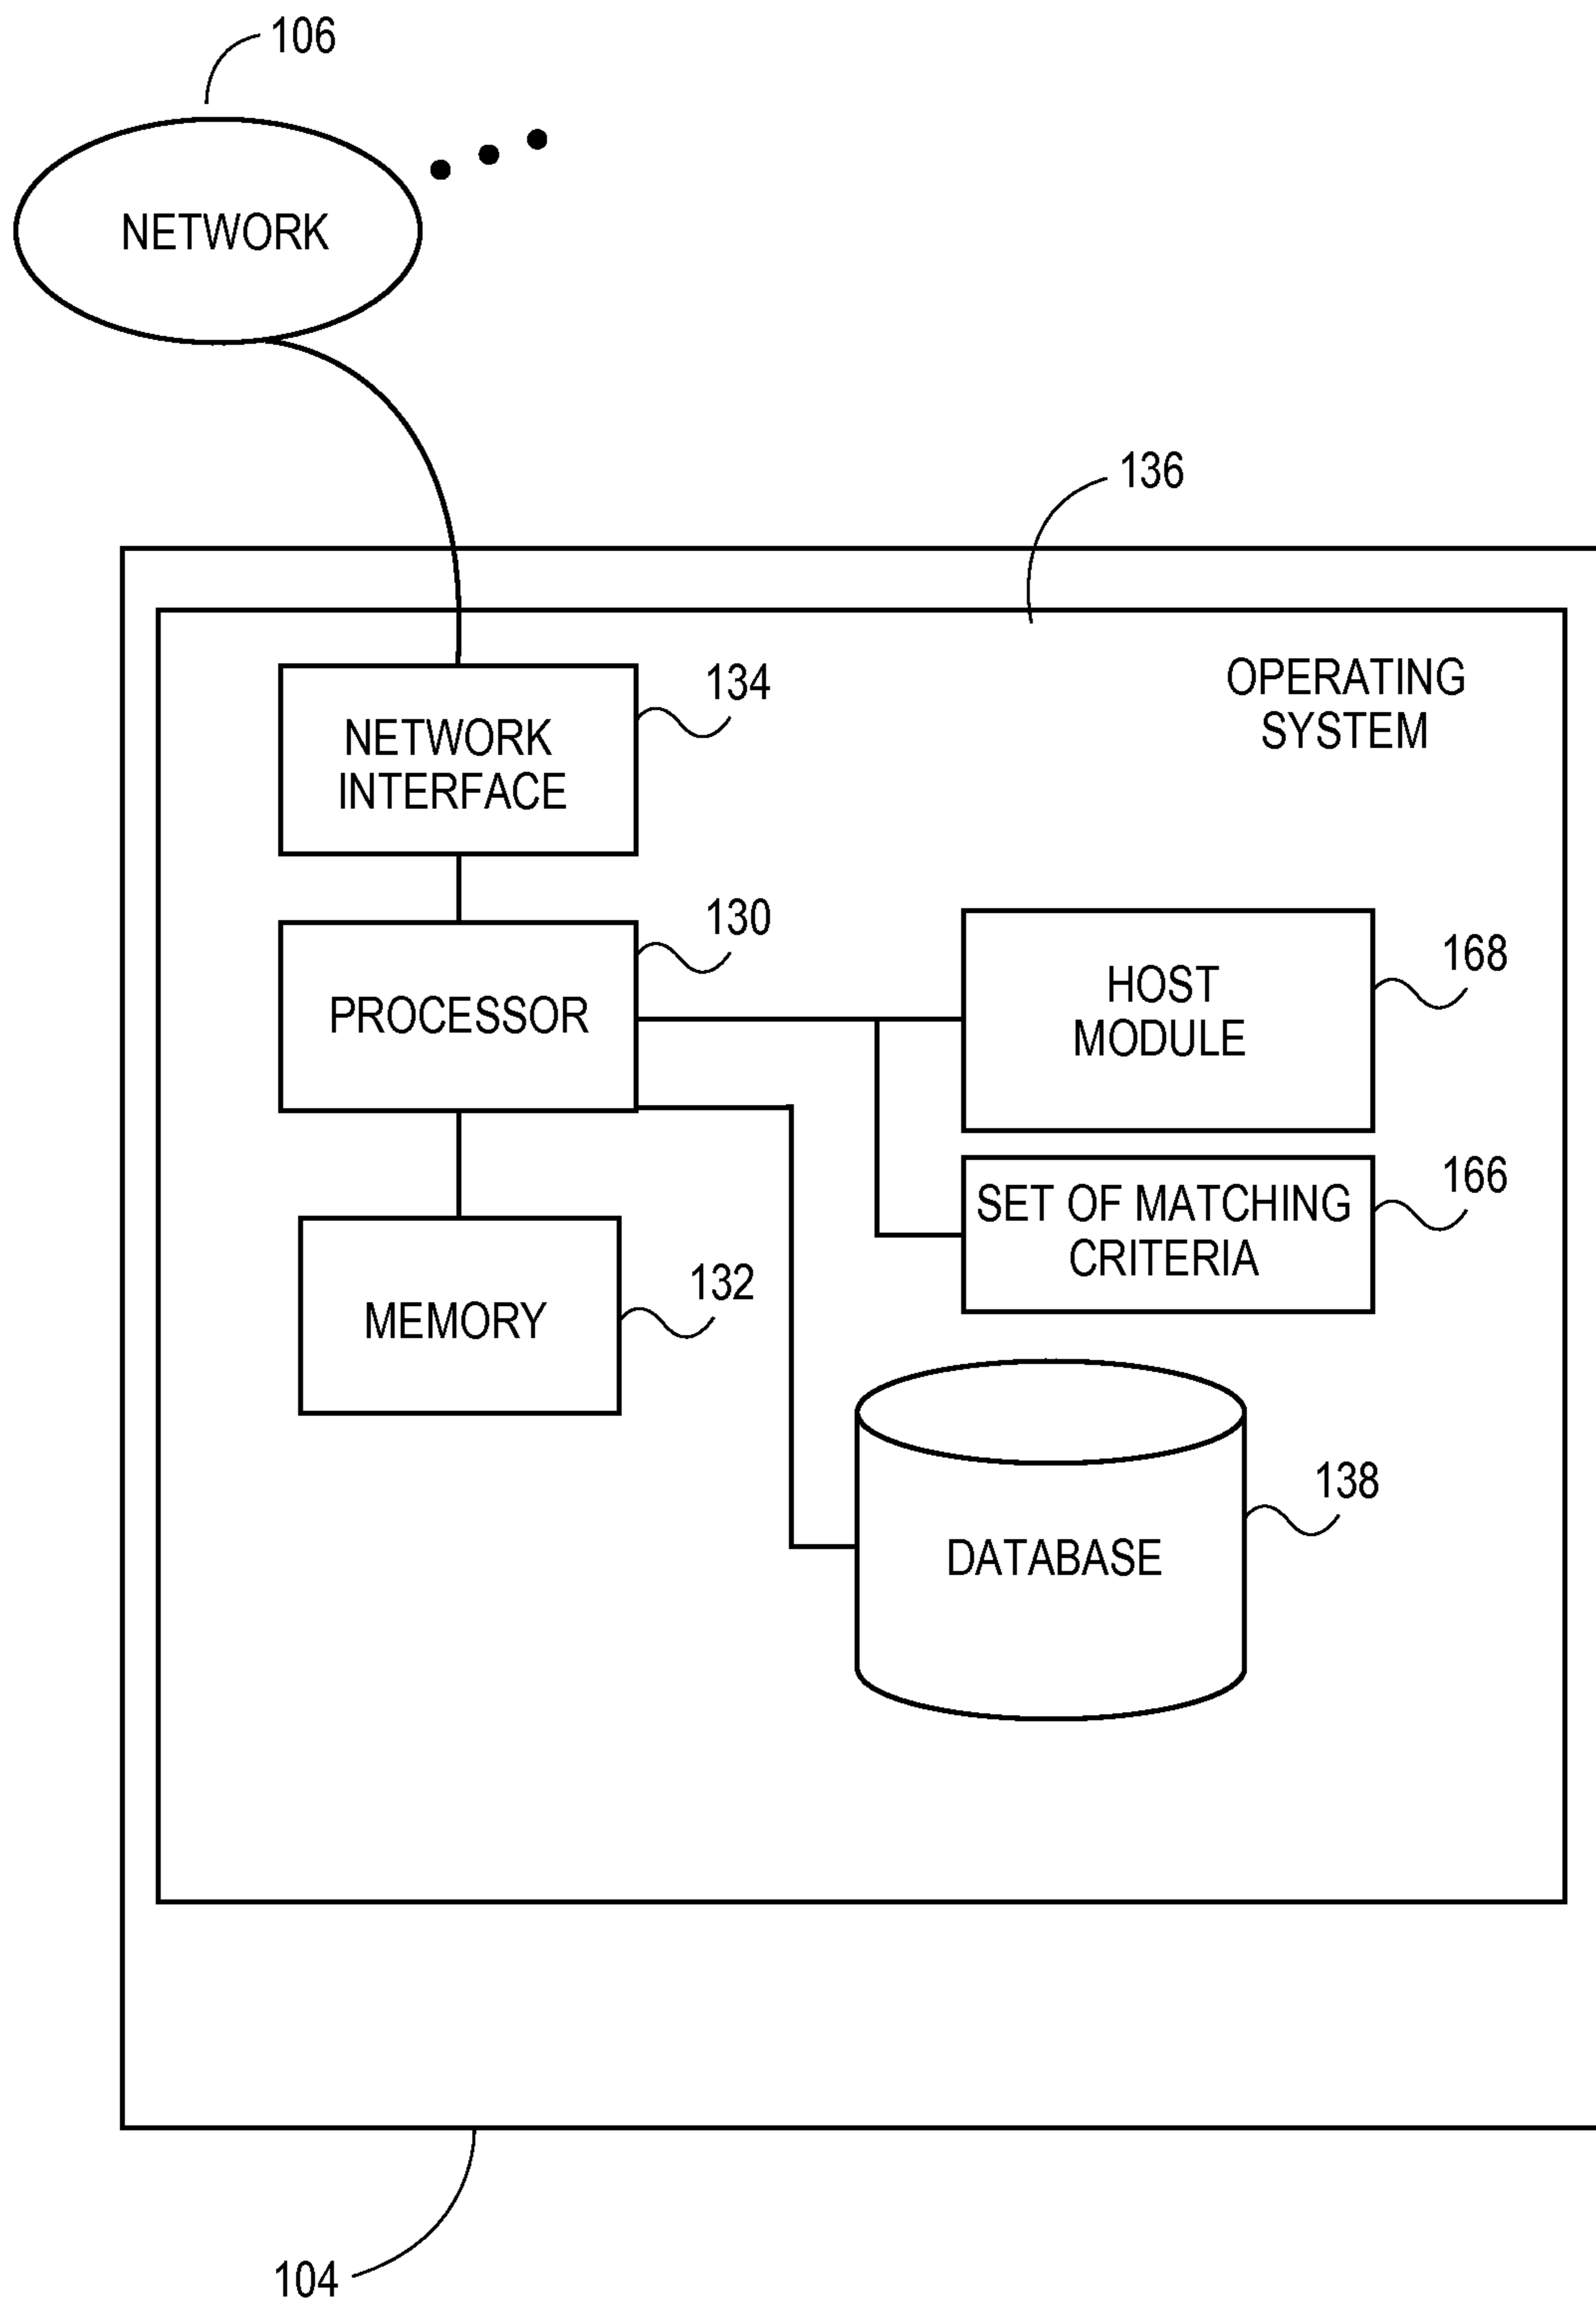 106
NETWORK
136
OPERATING
SYSTEM
134
NETWORK
INTERFACE
130
PROCESSOR
168
HOST
MODULE
166
SET OF MATCHING
CRITERIA
132
MEMORY
138
DATABASE
104